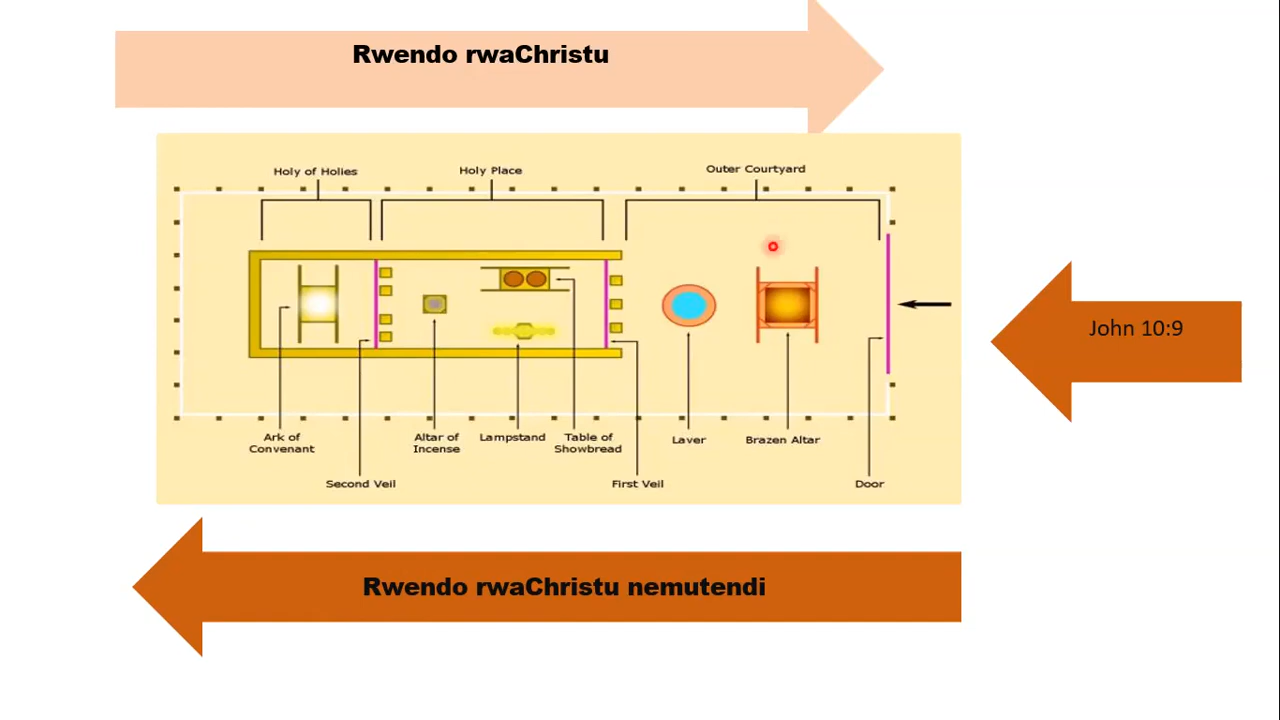 Rwendo rwaChristu
Holy of Holies
Holy Place
Outer Courtyard
John 10:9
Ark of
Convenant
Altar of
Incense
Lampstand
Table of
Showbread
Laver
Brazen Altar
Second Veil
First Veil
Door
Rwendo rwaChristu nemutendi